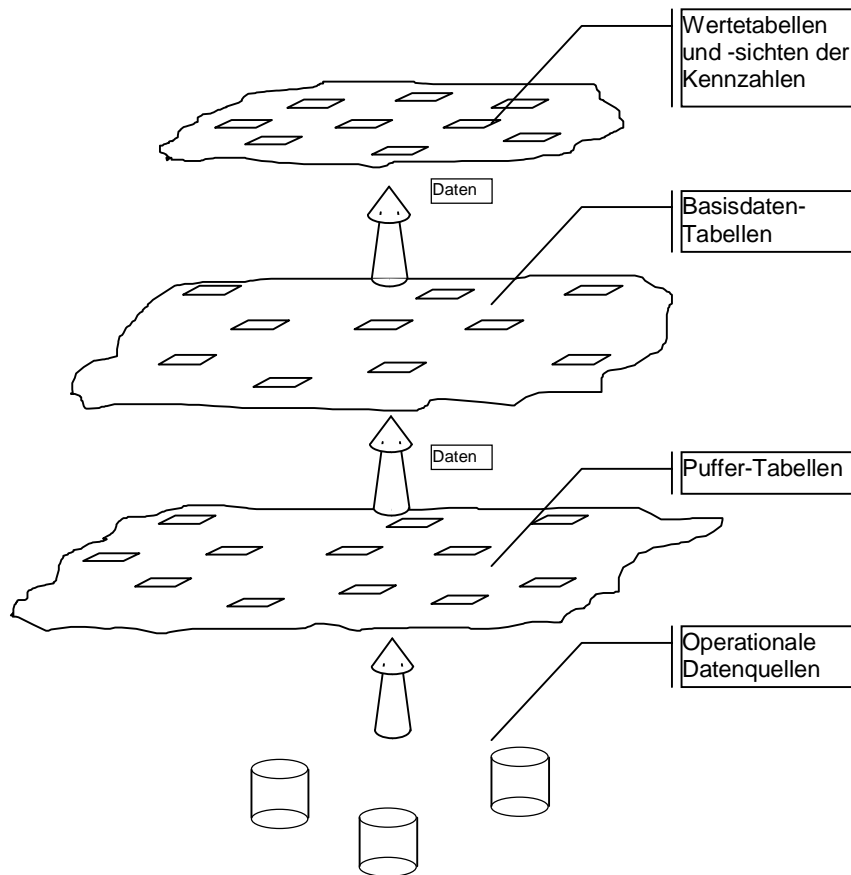 Wertetabellen
und -sichten der
Kennzahlen
Daten
Basisdaten-
Tabellen
Daten
Puffer-Tabellen
Operationale
Datenquellen